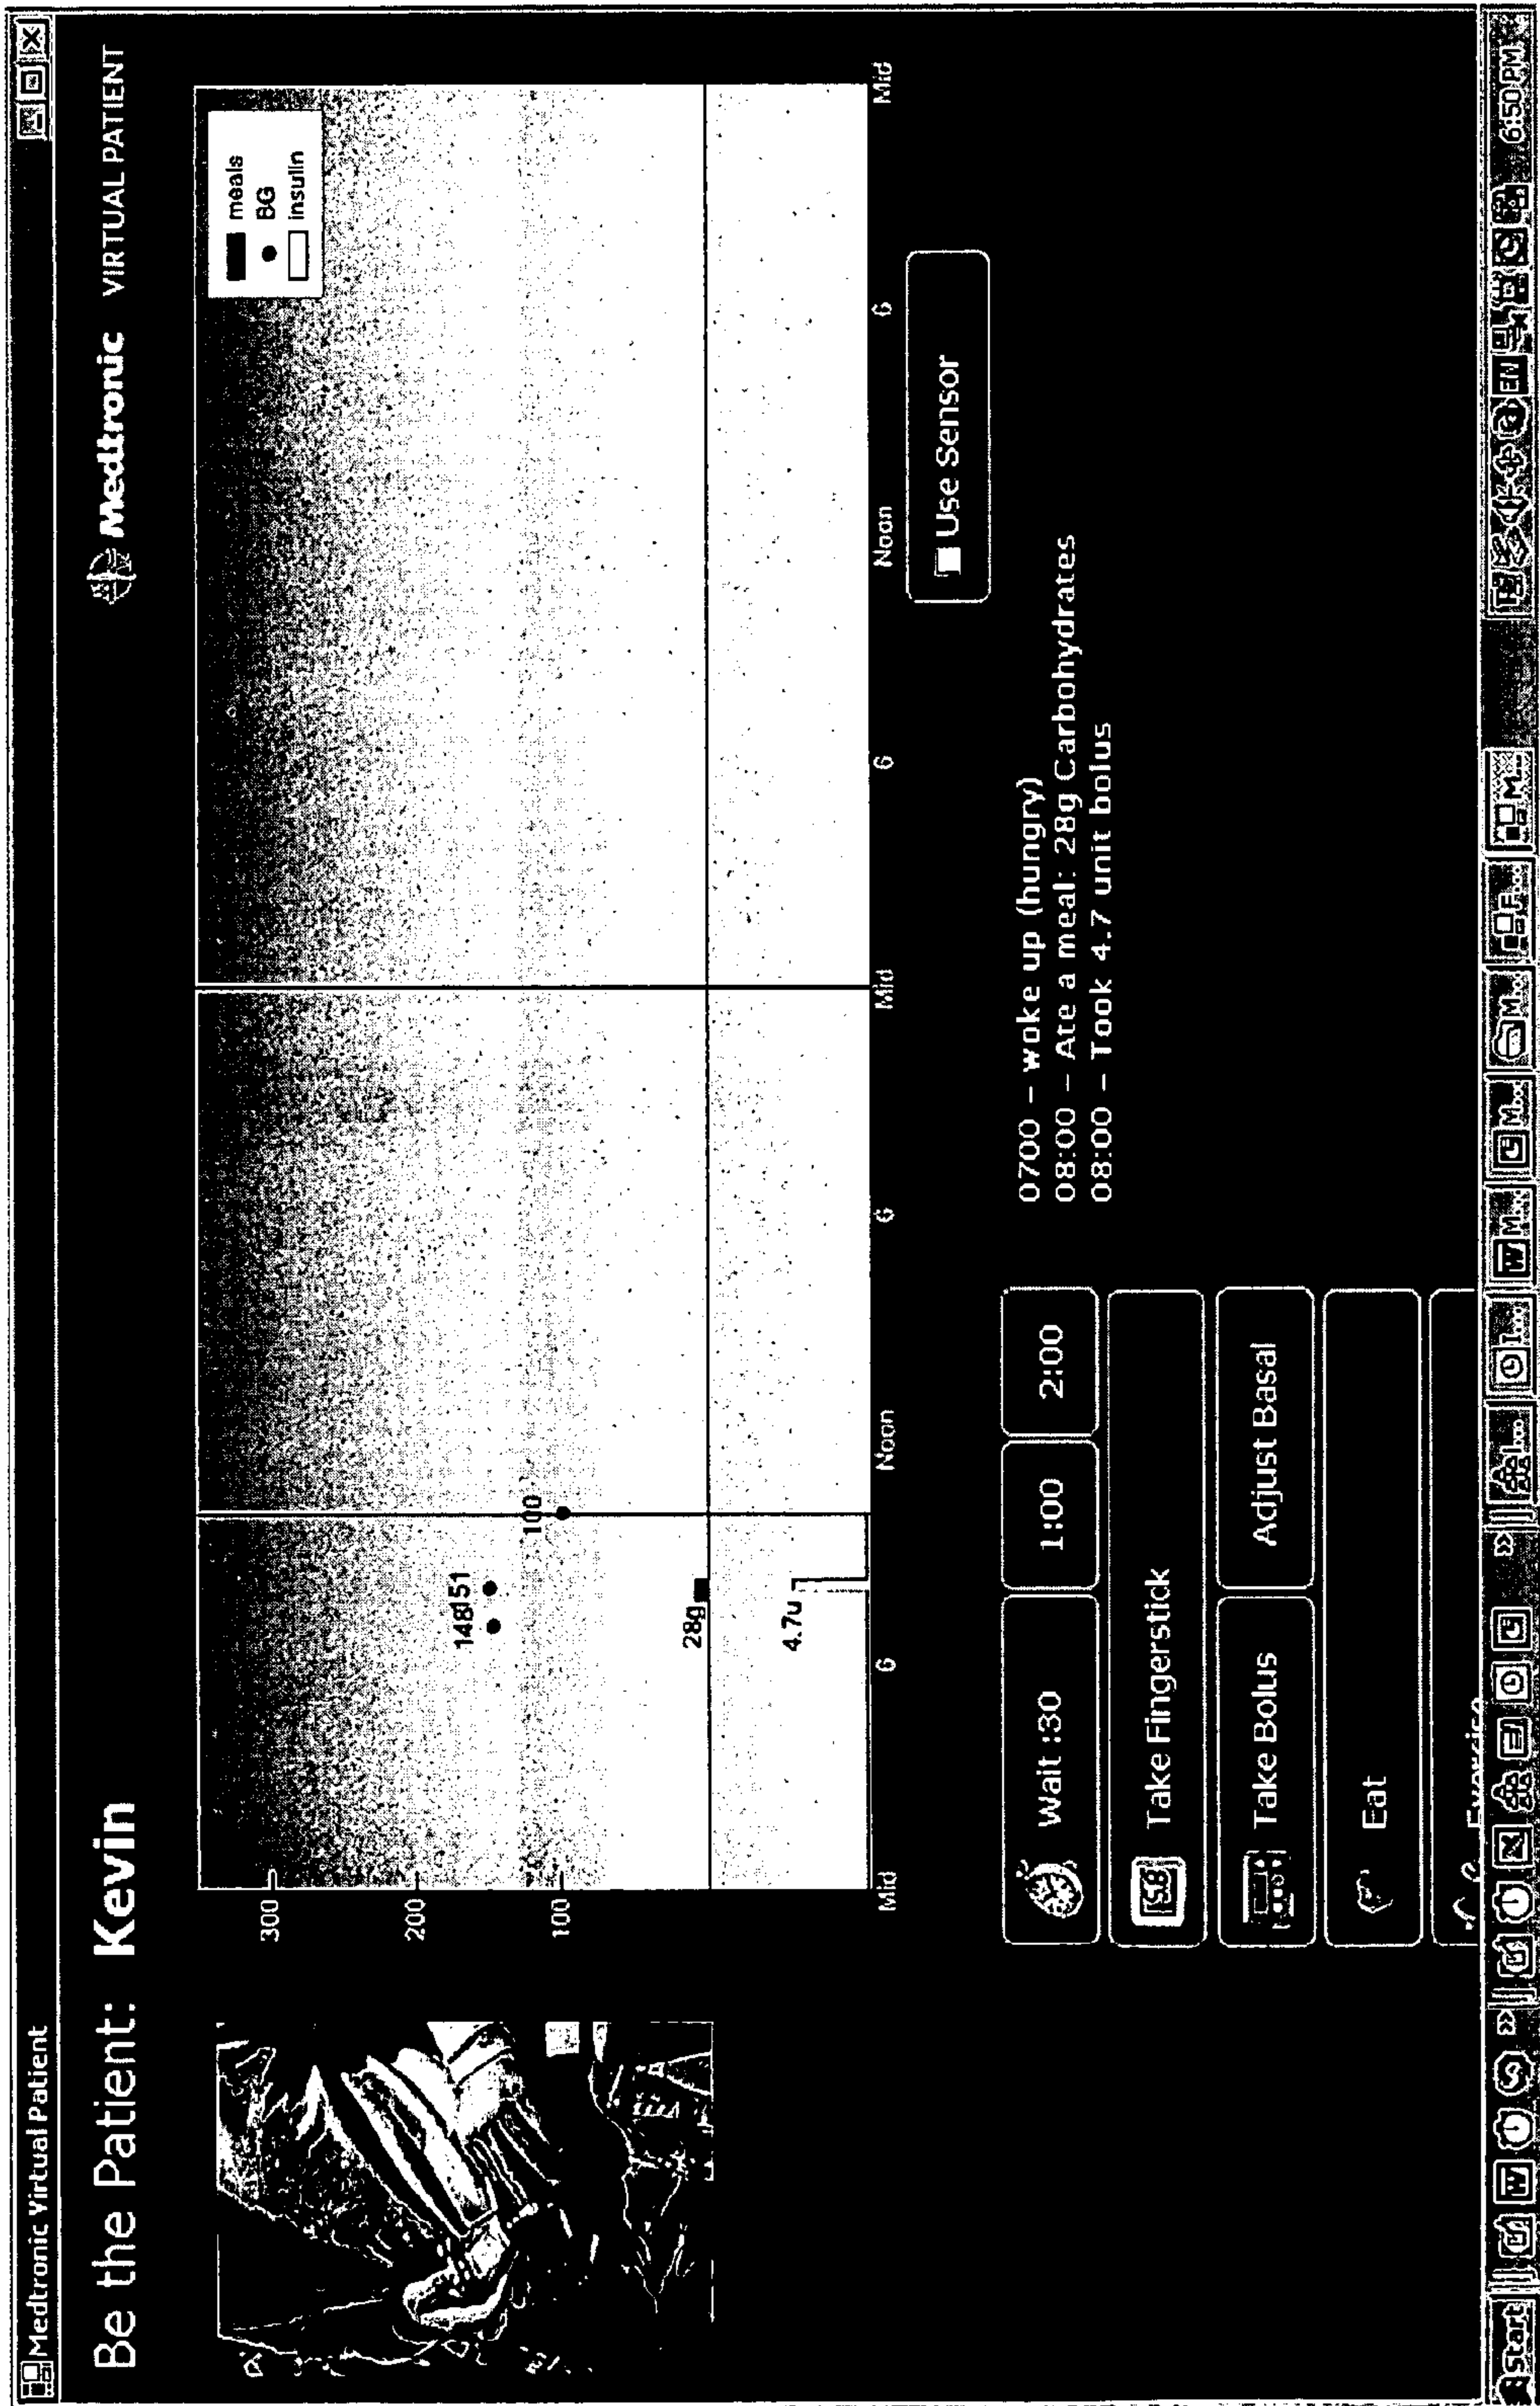 Medtronic Virtual Patient
Be the Patient: Kevin
Medtronic VIRTUAL PATIENT
meals
BG
insulin
300
200
100
148
151
100
28g
4.7u
Mid
6
Noon
6
Mid
6
Noon
6
Mid
Use Sensor
Wait :30
1:00
2:00
Take Fingerstick
Take Bolus
Adjust Basal
Eat
Exercise
0700 – woke up (hungry)
08:00 – Ate a meal: 28g Carbohydrates
08:00 – Took 4.7 unit bolus
Start
EN
6:50 PM